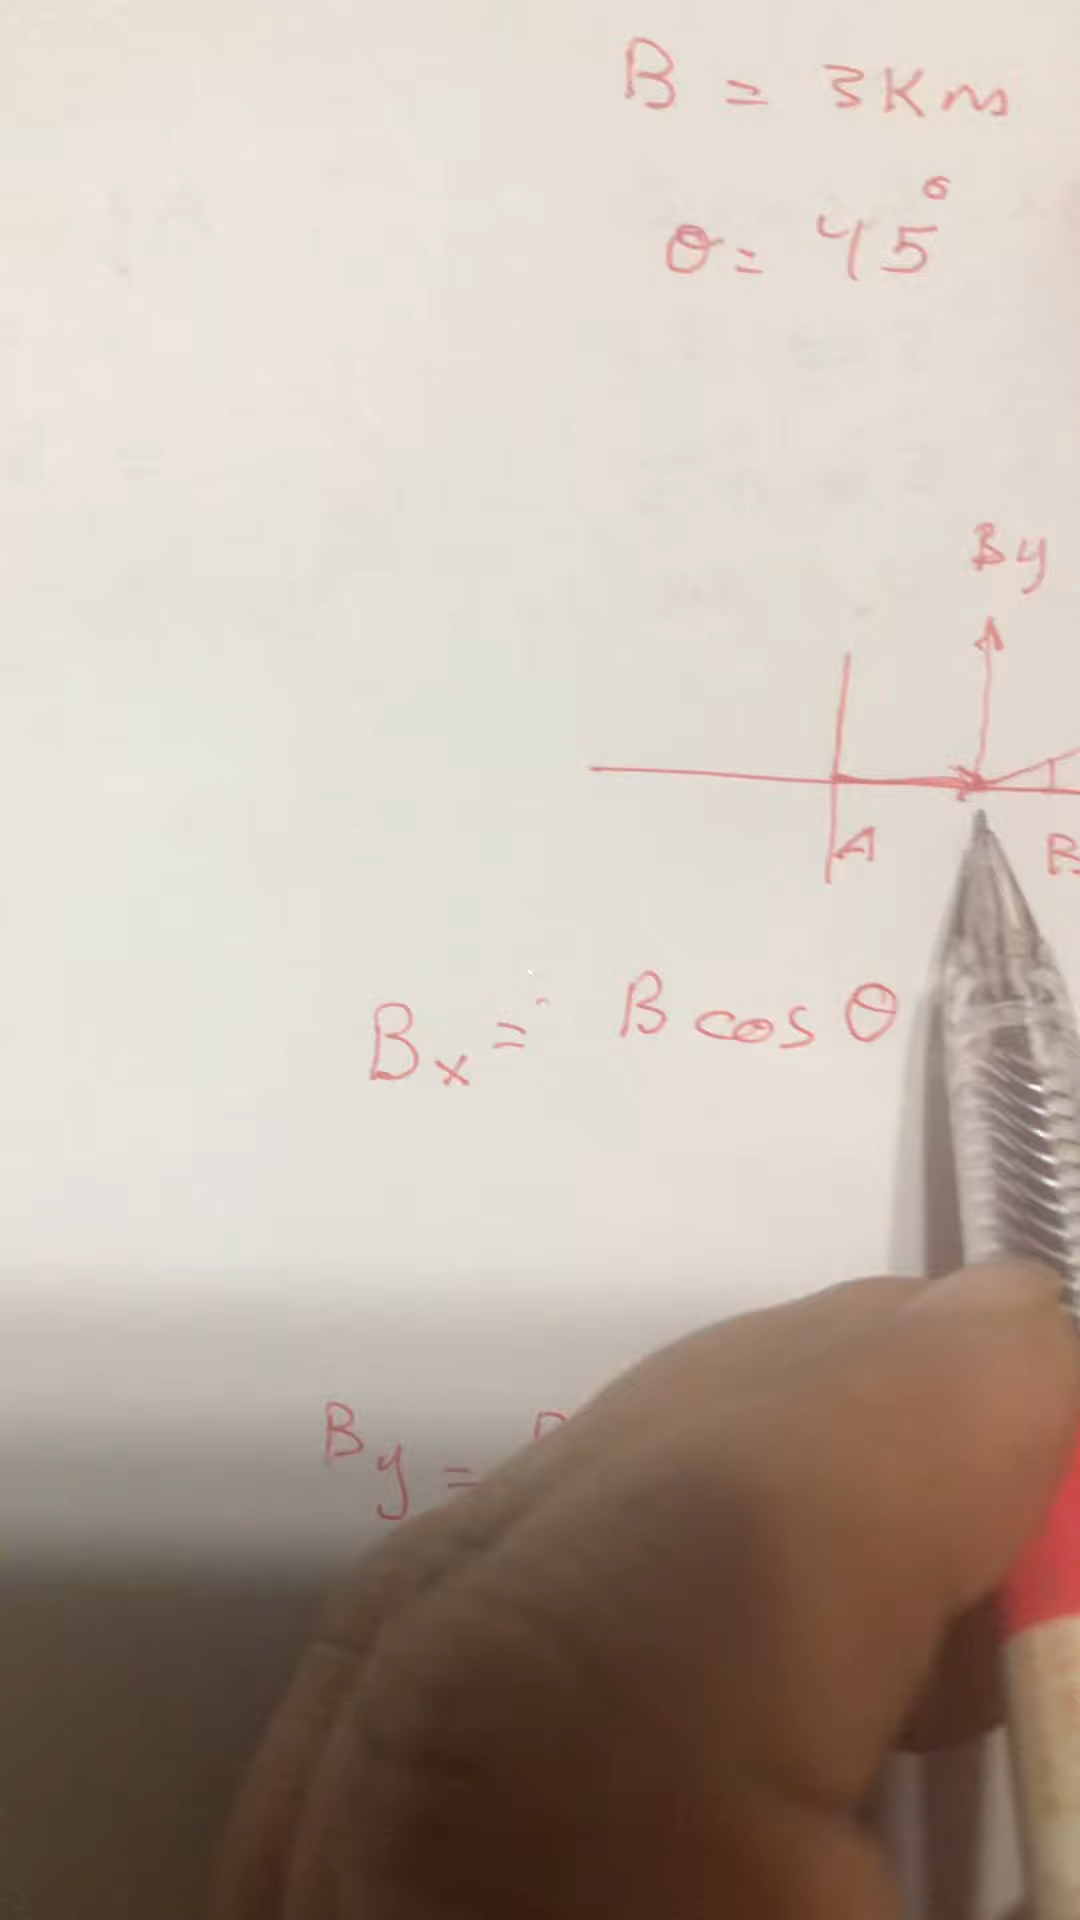 B = 3Km
θ = 45°
By
A
B
Bx = B cos θ
By =